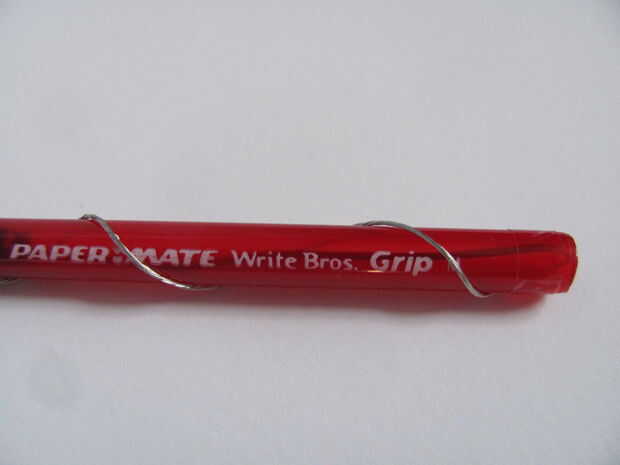 PAPER MATE Write Bros. Grip